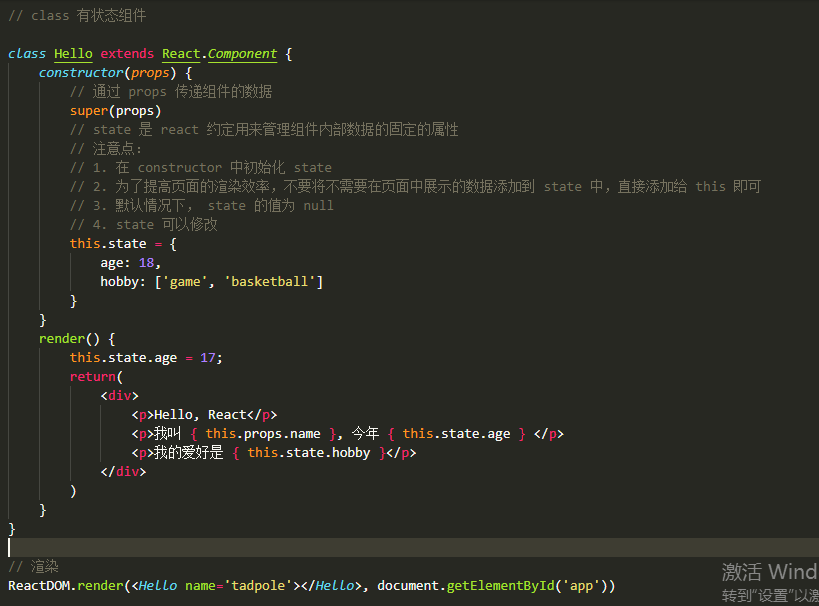 // class 有状态组件
class Hello extends React.Component {
constructor(props) {
// 通过 props 传递组件的数据
super(props)
// state 是 react 约定用来管理组件内部数据的固定的属性
// 注意点:
// 1. 在 constructor 中初始化 state
// 2. 为了提高页面的渲染效率，不要将不需要在页面中展示的数据添加到 state 中，直接添加给 this 即可
// 3. 默认情况下， state 的值为 null
// 4. state 可以修改
this.state = {
age: 18,
hobby: ['game', 'basketball']
}
}
render() {
this.state.age = 17;
return(
<div>
<p>Hello, React</p>
<p>我叫 { this.props.name }, 今年 { this.state.age } </p>
<p>我的爱好是 { this.state.hobby }</p>
</div>
)
}
}
// 渲染
ReactDOM.render(<Hello name='tadpole'></Hello>, document.getElementById('app'))
激活 Wind
转到“设置”以激